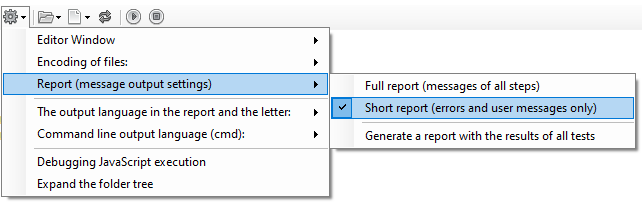 Editor Window
Encoding of files:
Report (message output settings)
The output language in the report and the letter:
Command line output language (cmd):
Debugging JavaScript execution
Expand the folder tree
Full report (messages of all steps)
Short report (errors and user messages only)
Generate a report with the results of all tests